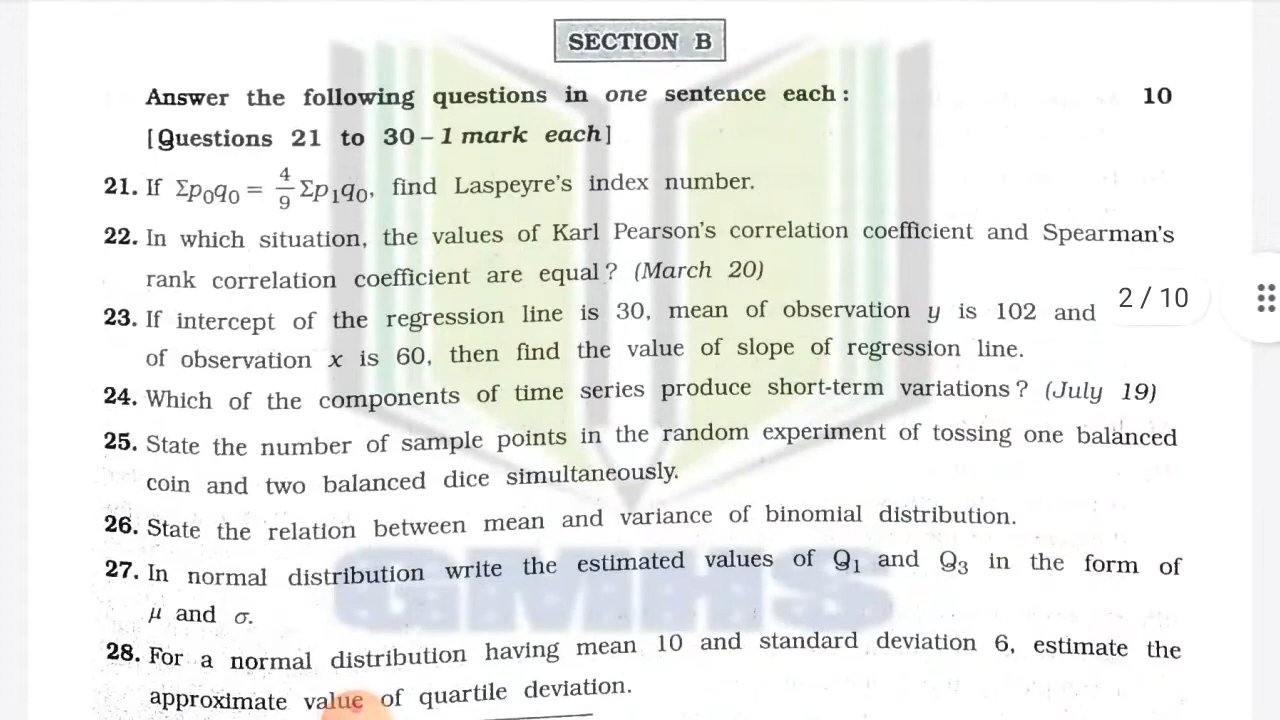 SECTION B
Answer the following questions in one sentence each : 10
[Questions 21 to 30 – 1 mark each]
21. If Σp₀q₀ = 4/9 Σp₁q₀, find Laspeyre's index number.
22. In which situation, the values of Karl Pearson's correlation coefficient and Spearman's
rank correlation coefficient are equal ? (March 20)
23. If intercept of the regression line is 30, mean of observation y is 102 and
2 / 10
of observation x is 60, then find the value of slope of regression line.
24. Which of the components of time series produce short-term variations ? (July 19)
25. State the number of sample points in the random experiment of tossing one balanced
coin and two balanced dice simultaneously.
26. State the relation between mean and variance of binomial distribution.
27. In normal distribution write the estimated values of Q₁ and Q₃ in the form of
μ and σ.
GMHS
28. For a normal distribution having mean 10 and standard deviation 6, estimate the
approximate value of quartile deviation.